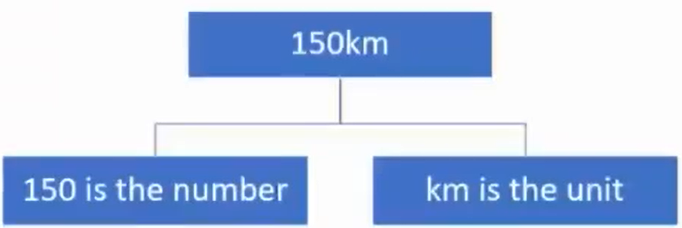 150km
150 is the number
km is the unit